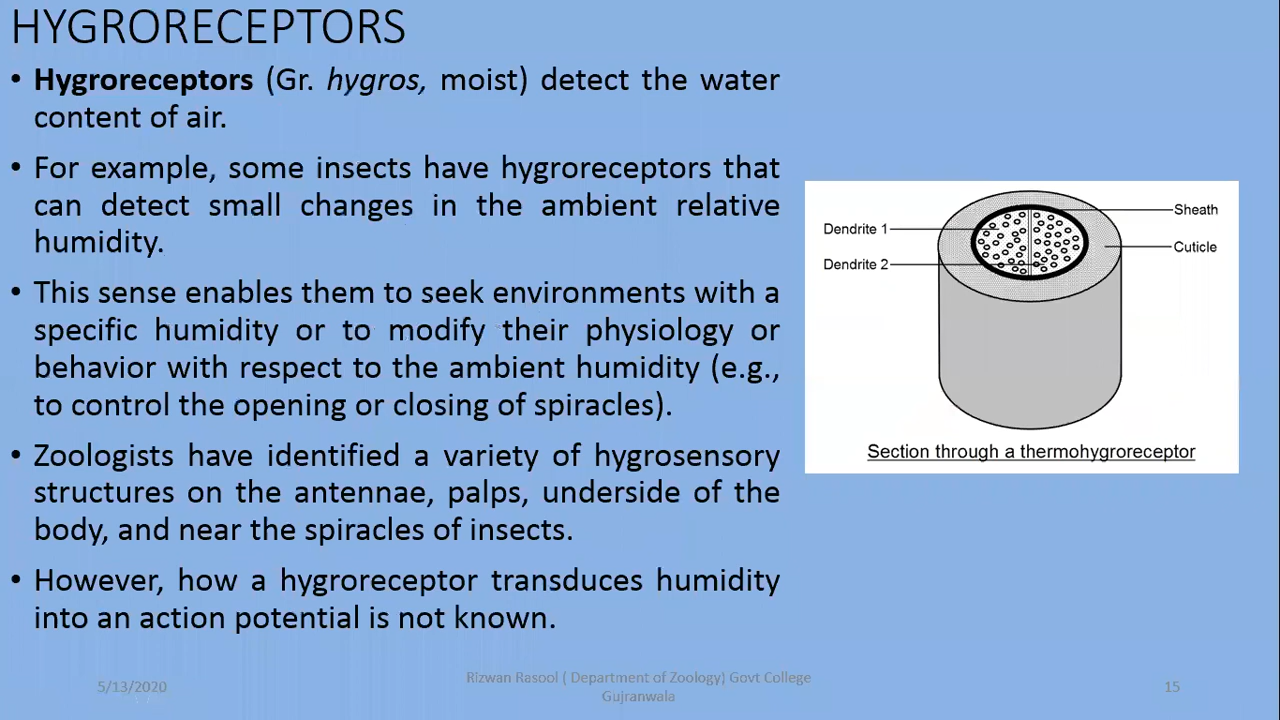 HYGRORECEPTORS
• Hygroreceptors (Gr. hygros, moist) detect the water
content of air.
• For example, some insects have hygroreceptors that
can detect small changes in the ambient relative
humidity.
• This sense enables them to seek environments with a
specific humidity or to modify their physiology or
behavior with respect to the ambient humidity (e.g.,
to control the opening or closing of spiracles).
• Zoologists have identified a variety of hygrosensory
structures on the antennae, palps, underside of the
body, and near the spiracles of insects.
• However, how a hygroreceptor transduces humidity
into an action potential is not known.
Dendrite 1
Dendrite 2
Sheath
Cuticle
Section through a thermohygroreceptor
5/13/2020
Rizwan Rasool ( Department of Zoology) Govt College
Gujranwala
15